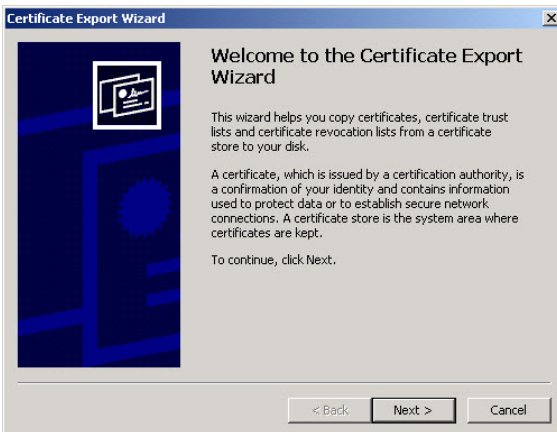 Certificate Export Wizard
Welcome to the Certificate Export
Wizard
This wizard helps you copy certificates, certificate trust
lists and certificate revocation lists from a certificate
store to your disk.
A certificate, which is issued by a certification authority, is
a confirmation of your identity and contains information
used to protect data or to establish secure network
connections. A certificate store is the system area where
certificates are kept.
To continue, click Next.
< Back
Next >
Cancel